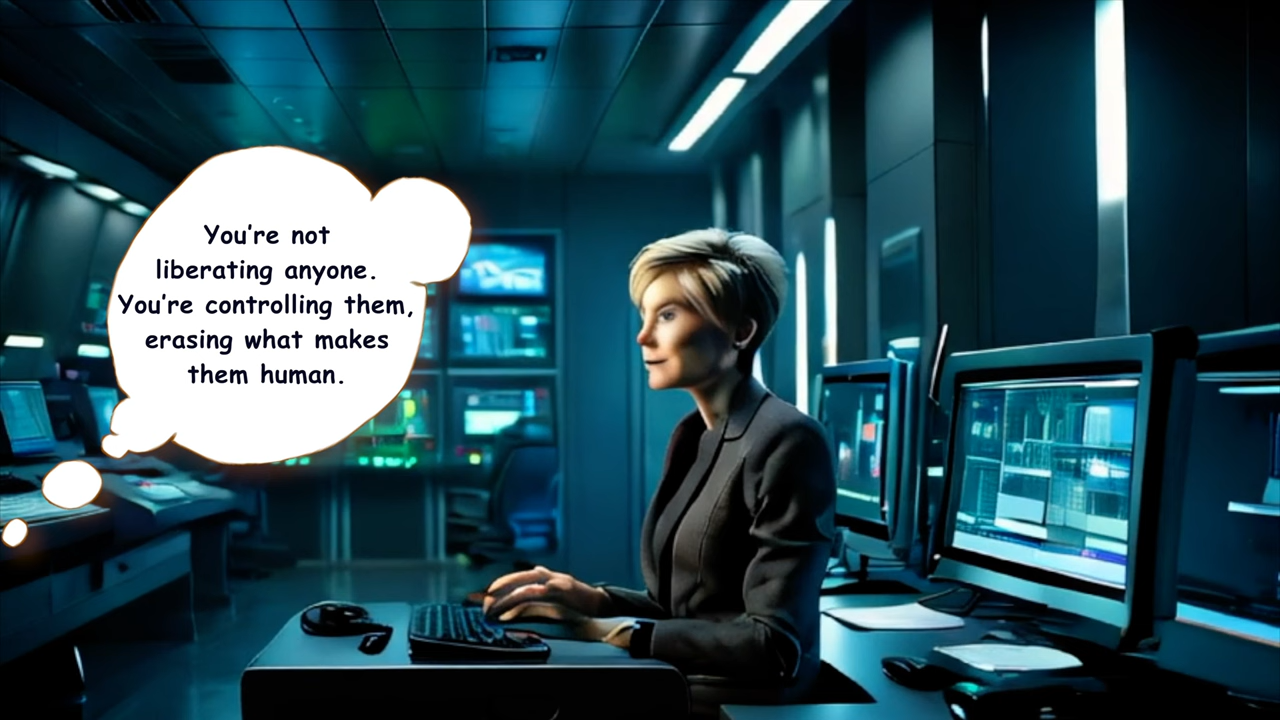 You're not
liberating anyone.
You're controlling them,
erasing what makes
them human.